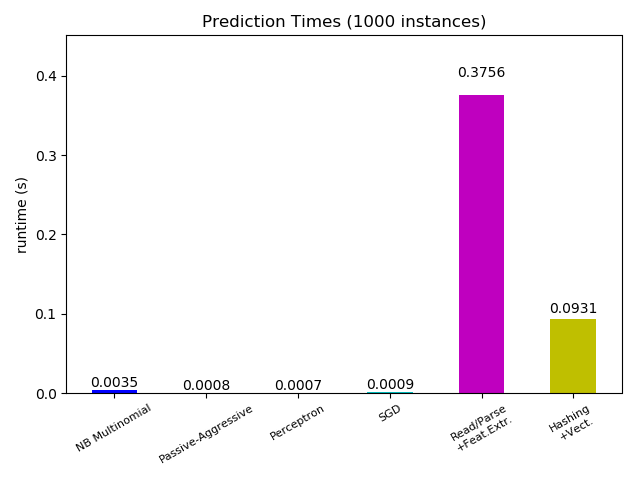 Prediction Times (1000 instances)
runtime (s)
0.4
0.3
0.2
0.1
0.0
0.0035
0.0008
0.0007
0.0009
0.3756
0.0931
NB Multinomial
Passive-Aggressive
Perceptron
SGD
Read/Parse
+Feat.Extr.
Hashing
+Vect.